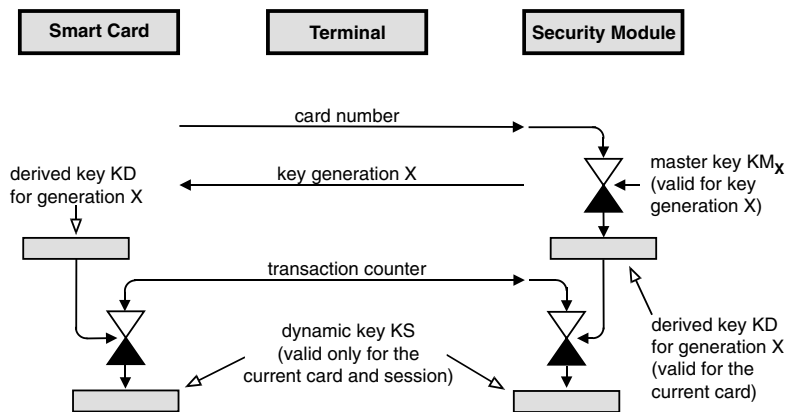 Smart Card
Terminal
Security Module
card number
derived key KD
for generation X
key generation X
master key KMX
(valid for key
generation X)
transaction counter
dynamic key KS
(valid only for the
current card and session)
derived key KD
for generation X
(valid for the
current card)